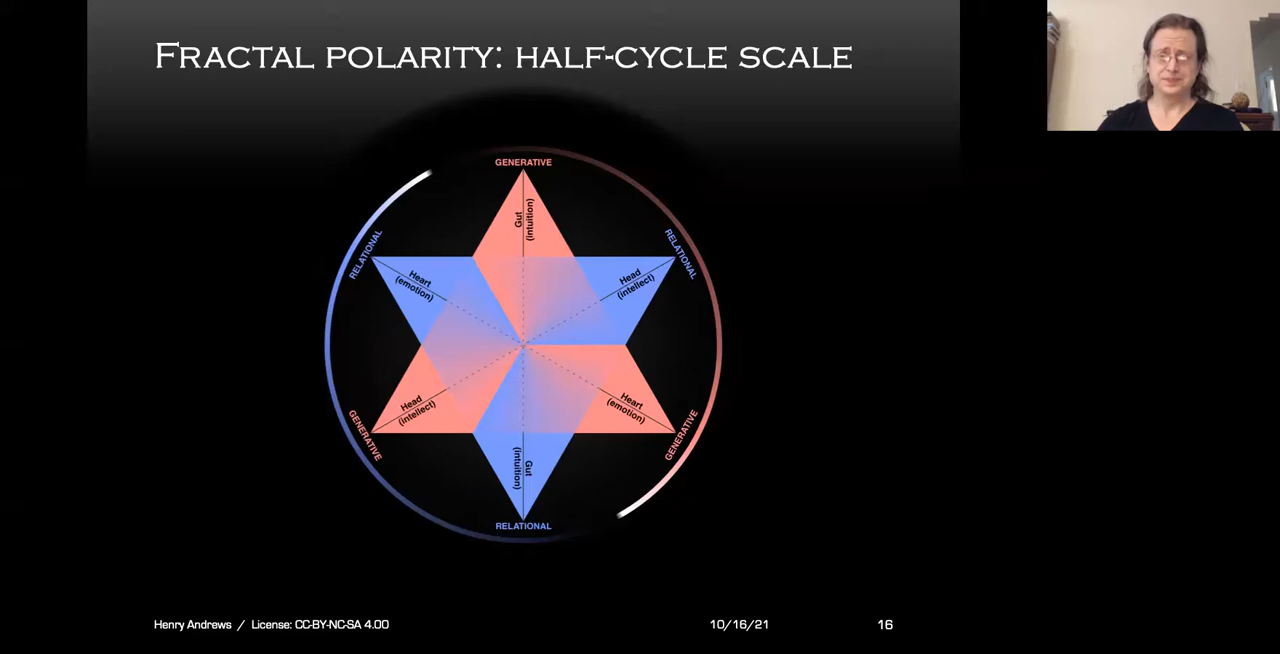 Fractal polarity: half-cycle scale
GENERATIVE
Gut
(intuition)
RELATIONAL
Heart
(emotion)
RELATIONAL
Head
(intellect)
GENERATIVE
Head
(intellect)
GENERATIVE
Heart
(emotion)
Gut
(intuition)
RELATIONAL
Henry Andrews / License: CC-BY-NC-SA 4.00
10/16/21
16